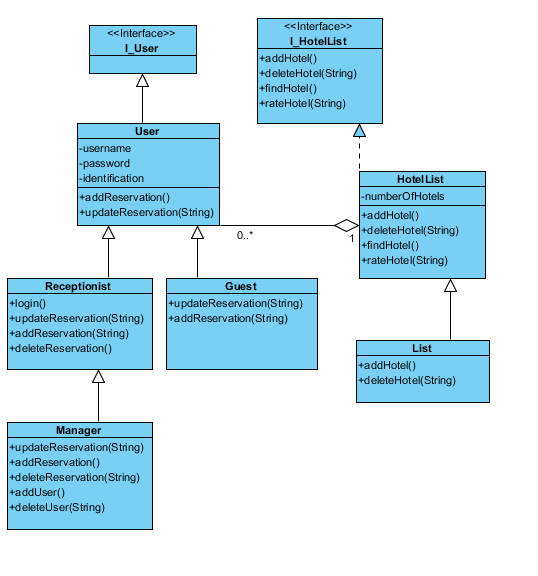 <<Interface>>
I_User
<<Interface>>
I_HotelList
+addHotel()
+deleteHotel(String)
+findHotel()
+rateHotel(String)
User
-username
-password
-identification
+addReservation()
+updateReservation(String)
HotelList
-numberOfHotels
+addHotel()
+deleteHotel(String)
+findHotel()
+rateHotel(String)
0..*
1
Receptionist
+login()
+updateReservation(String)
+addReservation(String)
+deleteReservation()
Guest
+updateReservation(String)
+addReservation(String)
List
+addHotel()
+deleteHotel(String)
Manager
+updateReservation(String)
+addReservation()
+deleteReservation(String)
+addUser()
+deleteUser(String)